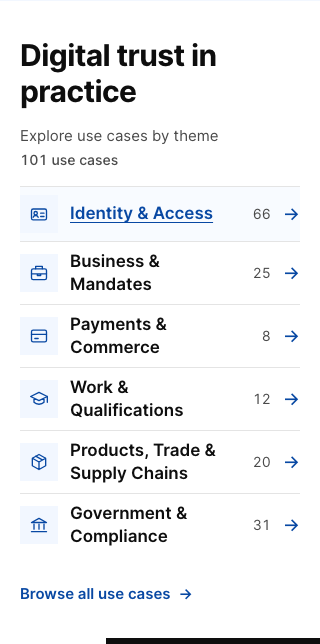 Digital trust in
practice
Explore use cases by theme
101 use cases
Identity & Access 66
Business & 
Mandates 25
Payments & 
Commerce 8
Work & 
Qualifications 12
Products, Trade & 
Supply Chains 20
Government & 
Compliance 31
Browse all use cases